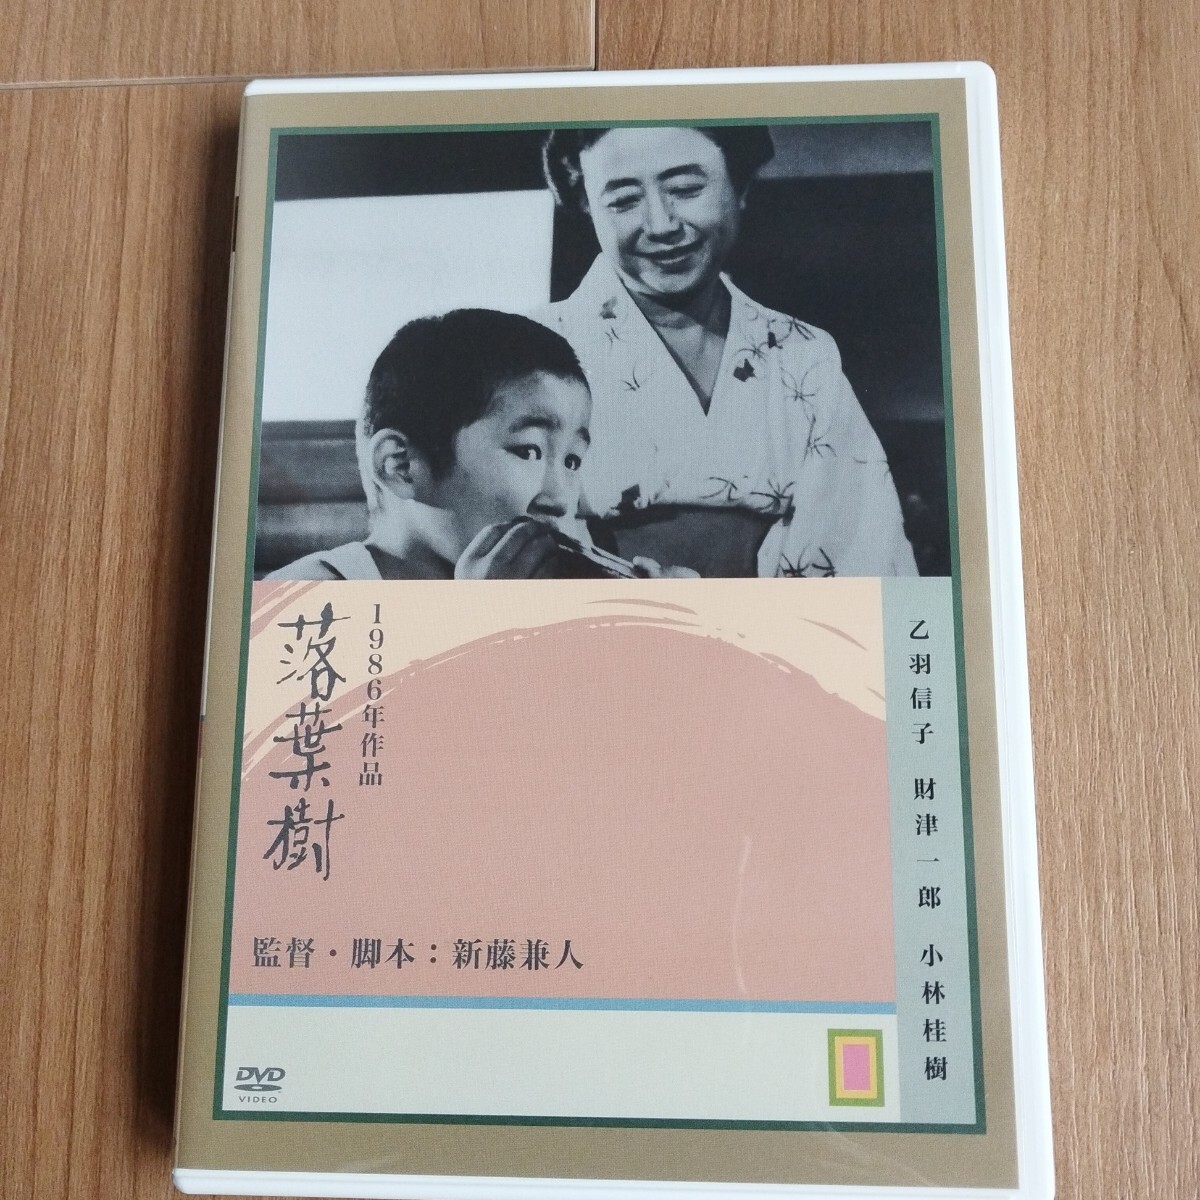 1986年作品
落葉樹
監督・脚本：新藤兼人
乙羽信子 財津一郎 小林桂樹
DVD
VIDEO